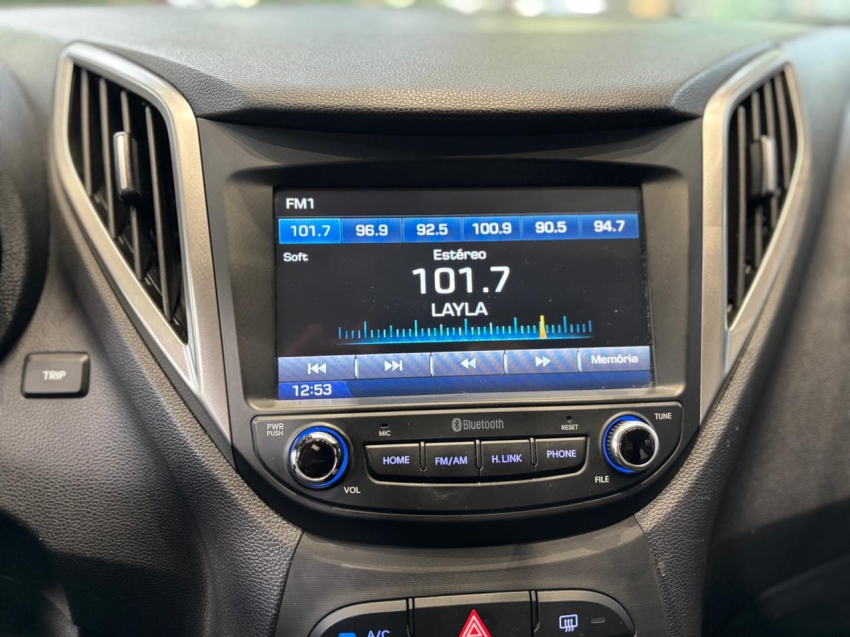 FM1
101.7 96.9 92.5 100.9 90.5 94.7
Soft
Estéreo
101.7
LAYLA
Memória
12:53
TRIP
PWR
PUSH
MIC
Bluetooth
RESET
TUNE
HOME FM/AM H.LINK PHONE
VOL
FILE
A/C